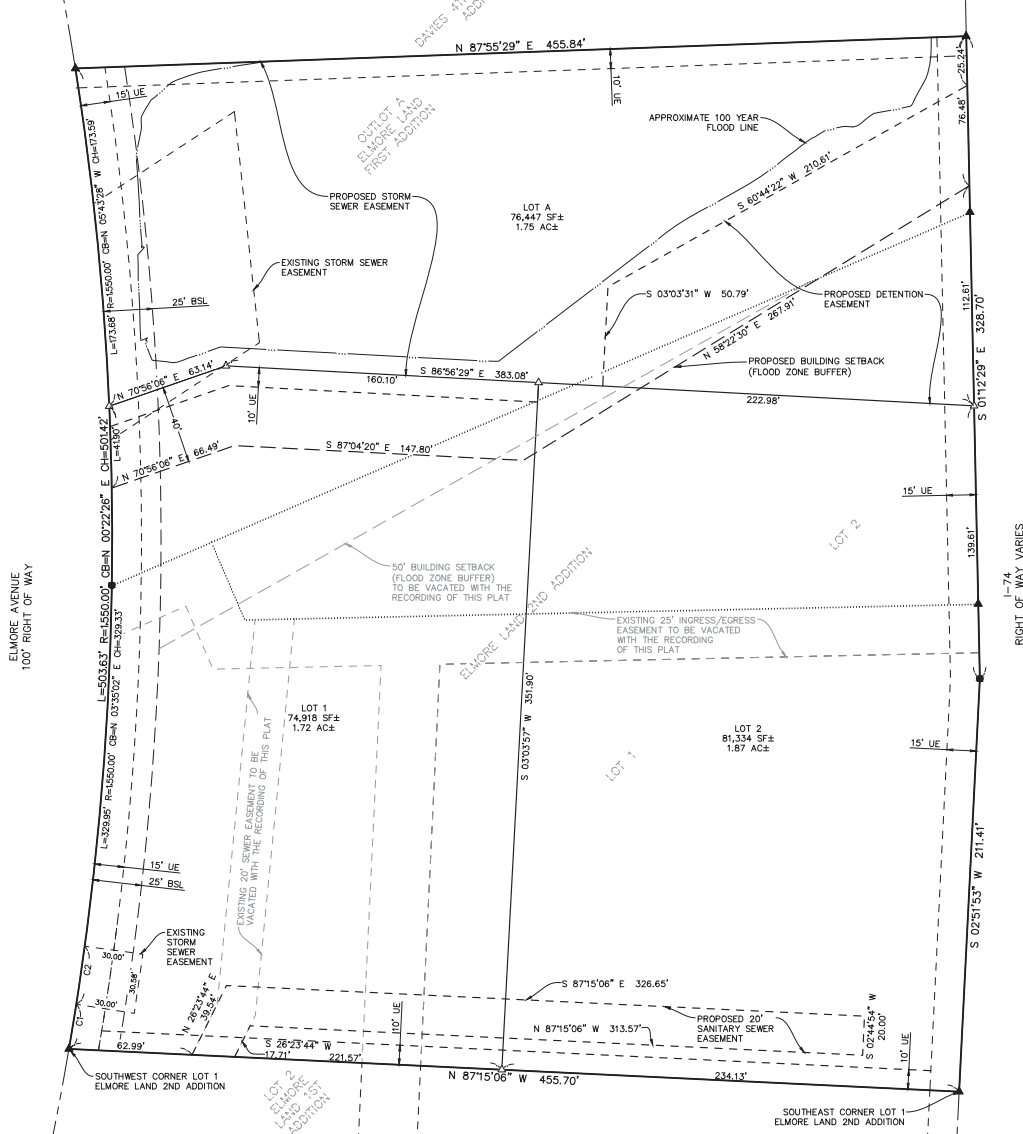 DAVIES 4TH
ADDI
N 87°55'29" E 455.84'
25.24'
15' UE
10' UE
OUTLOT A
ELMORE LAND
FIRST ADDITION
APPROXIMATE 100 YEAR
FLOOD LINE
76.48'
L=173.68' R=1,550.00' CB=N 05°43'28" W CH=173.59'
S 60°44'22" W 210.61'
PROPOSED STORM
SEWER EASEMENT
LOT A
76,447 SF±
1.75 AC±
EXISTING STORM SEWER
EASEMENT
25' BSL
S 03°03'31" W 50.79'
PROPOSED DETENTION
EASEMENT
112.61'
S 01°12'29" E 328.70'
N 58°22'30" E 267.91'
PROPOSED BUILDING SETBACK
(FLOOD ZONE BUFFER)
N 70°56'06" E 63.14'
S 86°56'29" E 383.08'
160.10'
222.98'
10' UE
40'
L=41.90'
N 70°56'06" E 66.49'
S 87°04'20" E 147.80'
15' UE
139.61'
LOT 2
L=503.63' R=1,550.00' CB=N 00°22'26" E CH=501.42'
ELMORE AVENUE
100' RIGHT OF WAY
50' BUILDING SETBACK
(FLOOD ZONE BUFFER)
TO BE VACATED WITH THE
RECORDING OF THIS PLAT
ELMORE LAND 2ND ADDITION
I-74
RIGHT OF WAY VARIES
EXISTING 25' INGRESS/EGRESS
EASEMENT TO BE VACATED
WITH THE RECORDING
OF THIS PLAT
L=329.95' R=1,550.00' CB=N 03°35'02" E CH=329.33'
LOT 1
74,918 SF±
1.72 AC±
S 03°03'57" W 351.90'
LOT 2
81,334 SF±
1.87 AC±
15' UE
LOT 1
EXISTING 20' SEWER EASEMENT TO BE
VACATED WITH THE RECORDING OF THIS PLAT
S 02°51'53" W 211.41'
15' UE
25' BSL
EXISTING
STORM
SEWER
EASEMENT
30.00'
C2
30.58'
30.00'
C1
N 26°23'44" E
39.54'
S 87°15'06" E 326.65'
PROPOSED 20'
SANITARY SEWER
EASEMENT
N 87°15'06" W 313.57'
S 02°44'54" W
20.00'
10' UE
10' UE
S 26°23'44" W
17.71'
62.99'
221.57'
N 87°15'06" W 455.70'
234.13'
SOUTHWEST CORNER LOT 1
ELMORE LAND 2ND ADDITION
LOT 2
ELMORE
LAND 1ST
ADDITION
SOUTHEAST CORNER LOT 1
ELMORE LAND 2ND ADDITION